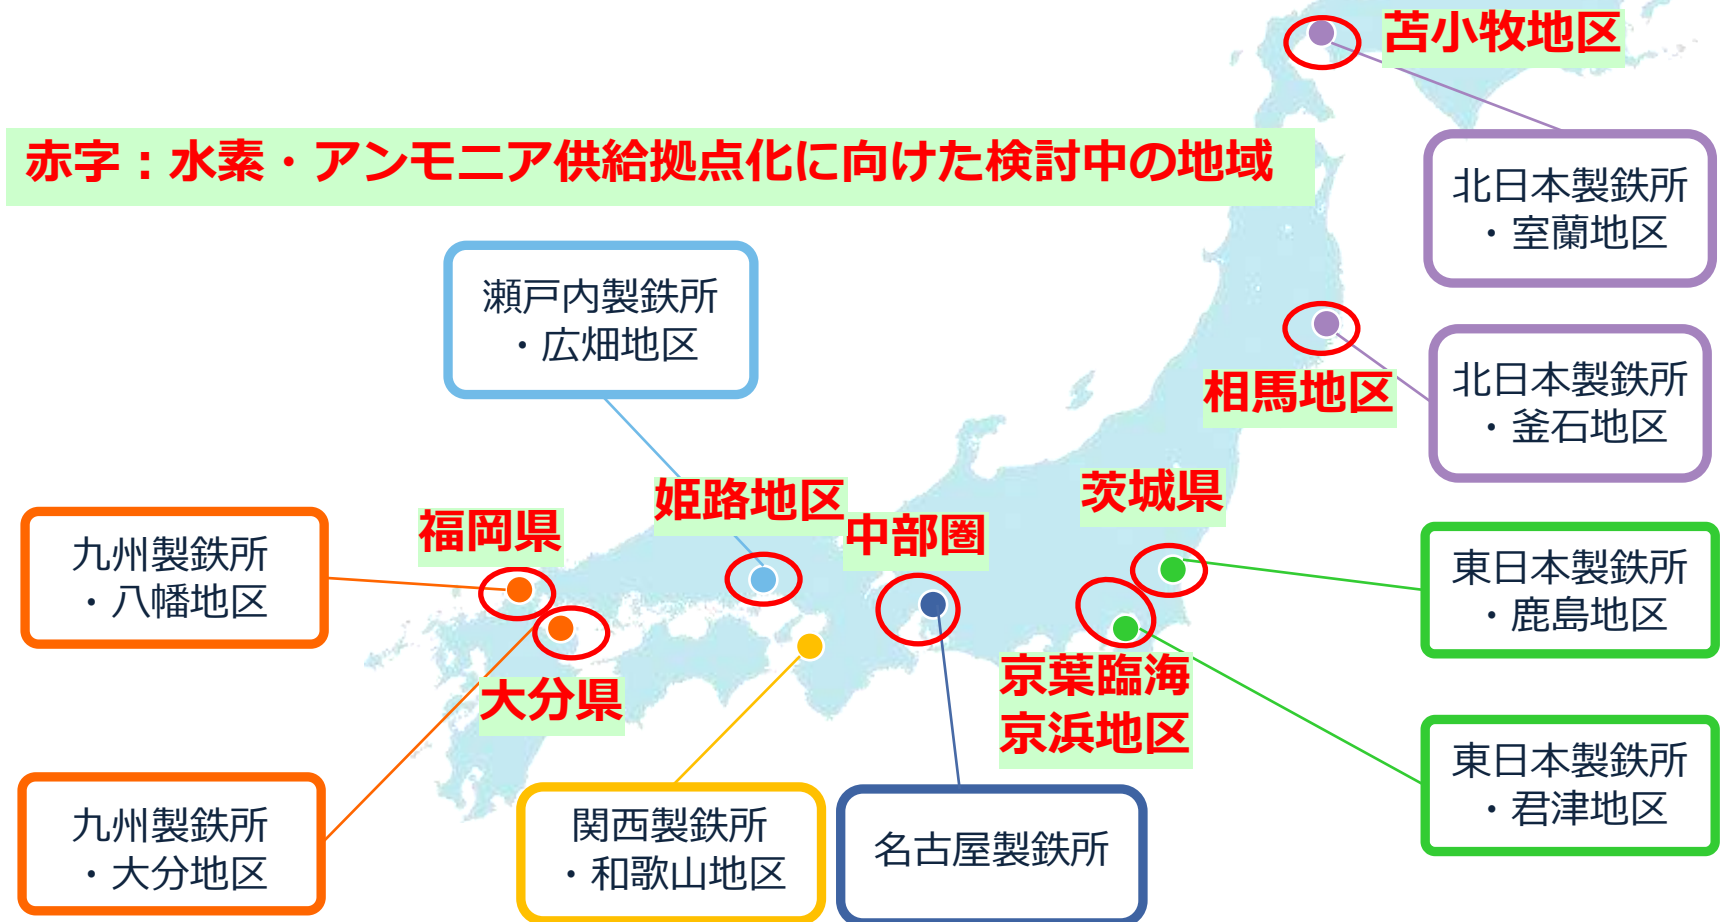 苫小牧地区
赤字：水素・アンモニア供給拠点化に向けた検討中の地域
北日本製鉄所
・室蘭地区
瀬戸内製鉄所
・広畑地区
北日本製鉄所
・釜石地区
相馬地区
茨城県
姫路地区
中部圏
福岡県
九州製鉄所
・八幡地区
東日本製鉄所
・鹿島地区
大分県
京葉臨海
京浜地区
東日本製鉄所
・君津地区
九州製鉄所
・大分地区
関西製鉄所
・和歌山地区
名古屋製鉄所